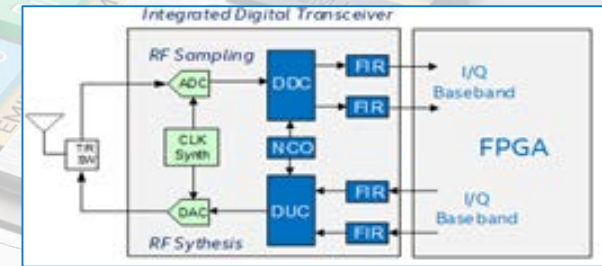 Integrated Digital Transceiver
RF Sampling
ADC
DDC
FIR
FIR
I/Q
Baseband
T/R
SW
CLK
Synth
NCO
FPGA
DAC
DUC
FIR
FIR
I/Q
Baseband
RF Sythesis